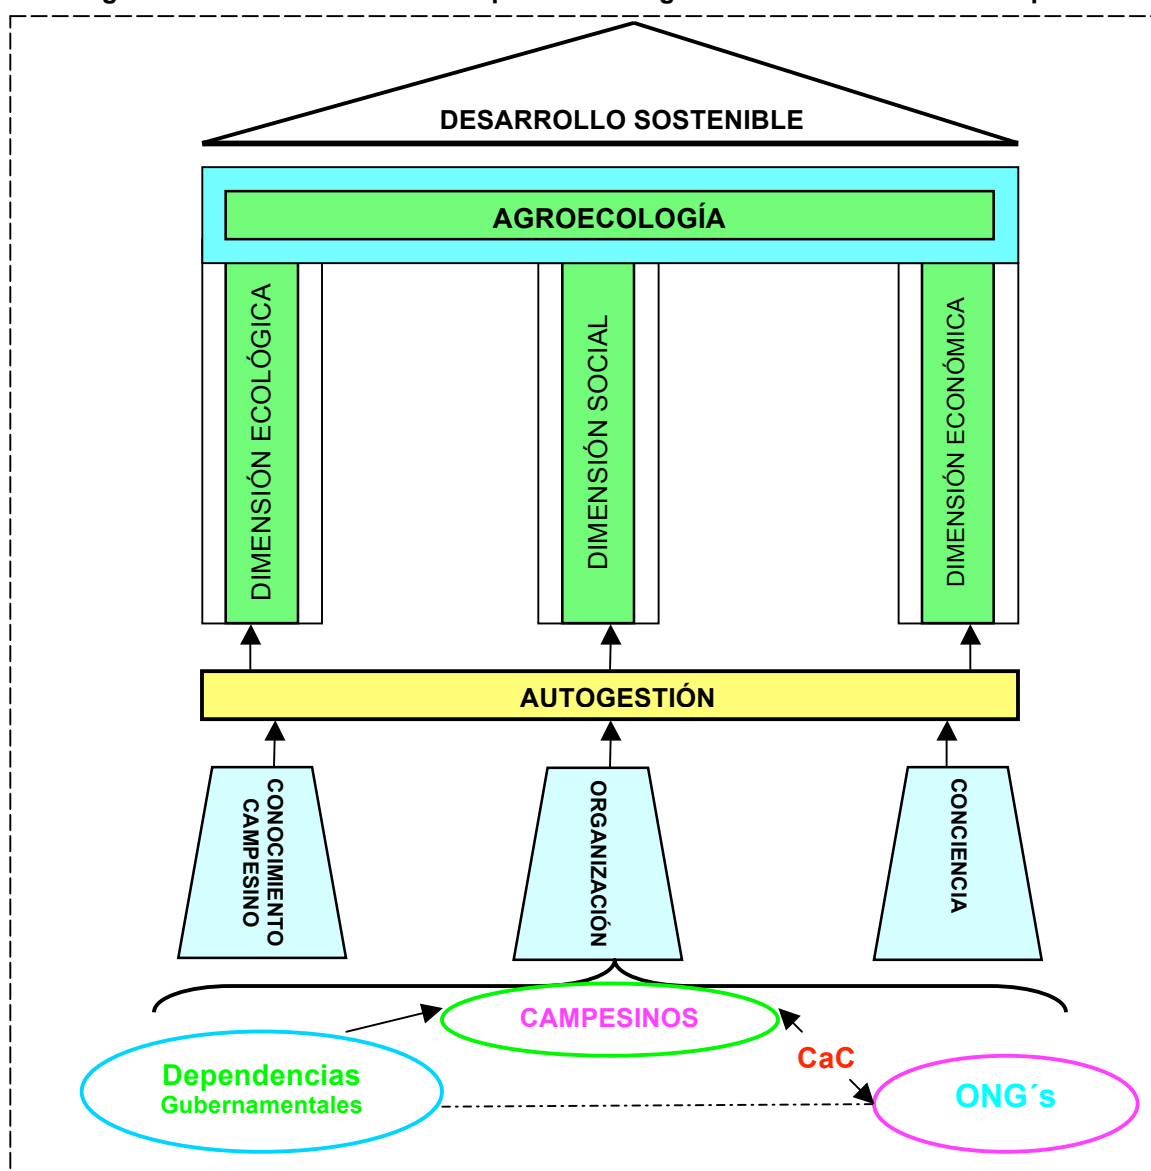 DESARROLLO SOSTENIBLE
AGROECOLOGÍA
DIMENSIÓN ECOLÓGICA
DIMENSIÓN SOCIAL
DIMENSIÓN ECONÓMICA
AUTOGESTIÓN
CONOCIMIENTO
CAMPESINO
ORGANIZACIÓN
CONCIENCIA
CAMPESINOS
CaC
Dependencias
Gubernamentales
ONG´s